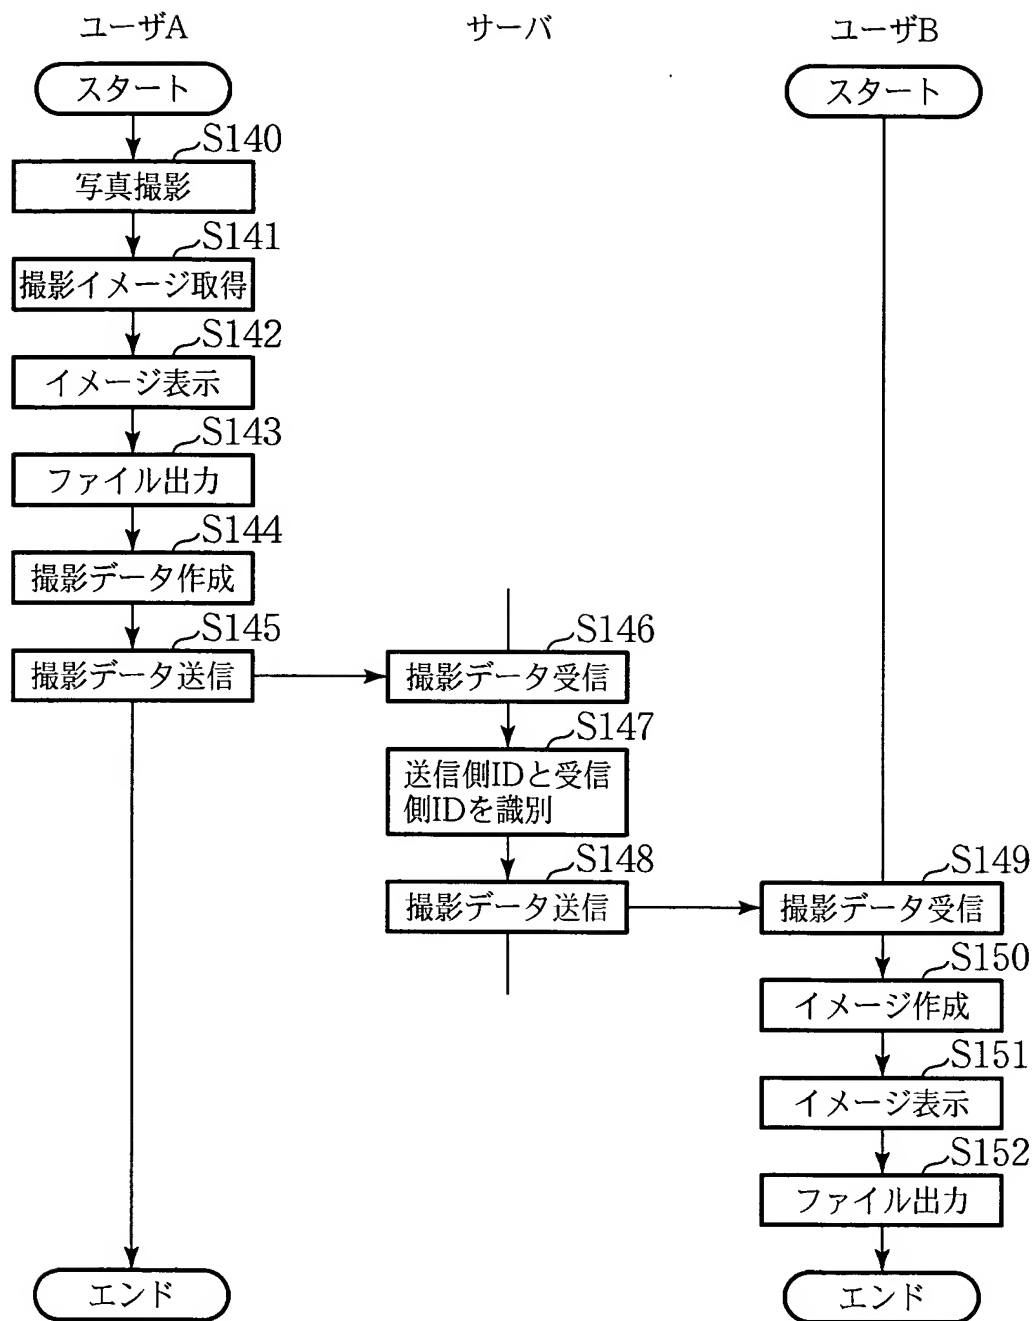 ユーザA
サーバ
ユーザB
スタート
スタート
S140
写真撮影
S141
撮影イメージ取得
S142
イメージ表示
S143
ファイル出力
S144
撮影データ作成
S145
撮影データ送信
S146
撮影データ受信
S147
送信側IDと受信
側IDを識別
S148
撮影データ送信
S149
撮影データ受信
S150
イメージ作成
S151
イメージ表示
S152
ファイル出力
エンド
エンド